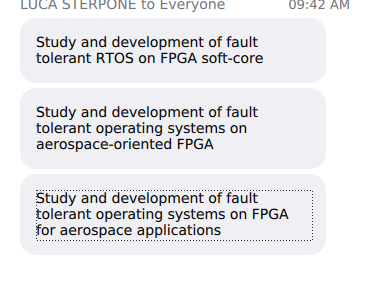 LUCA STERPONE to Everyone 09:42 AM
Study and development of fault
tolerant RTOS on FPGA soft-core
Study and development of fault
tolerant operating systems on
aerospace-oriented FPGA
Study and development of fault
tolerant operating systems on FPGA
for aerospace applications